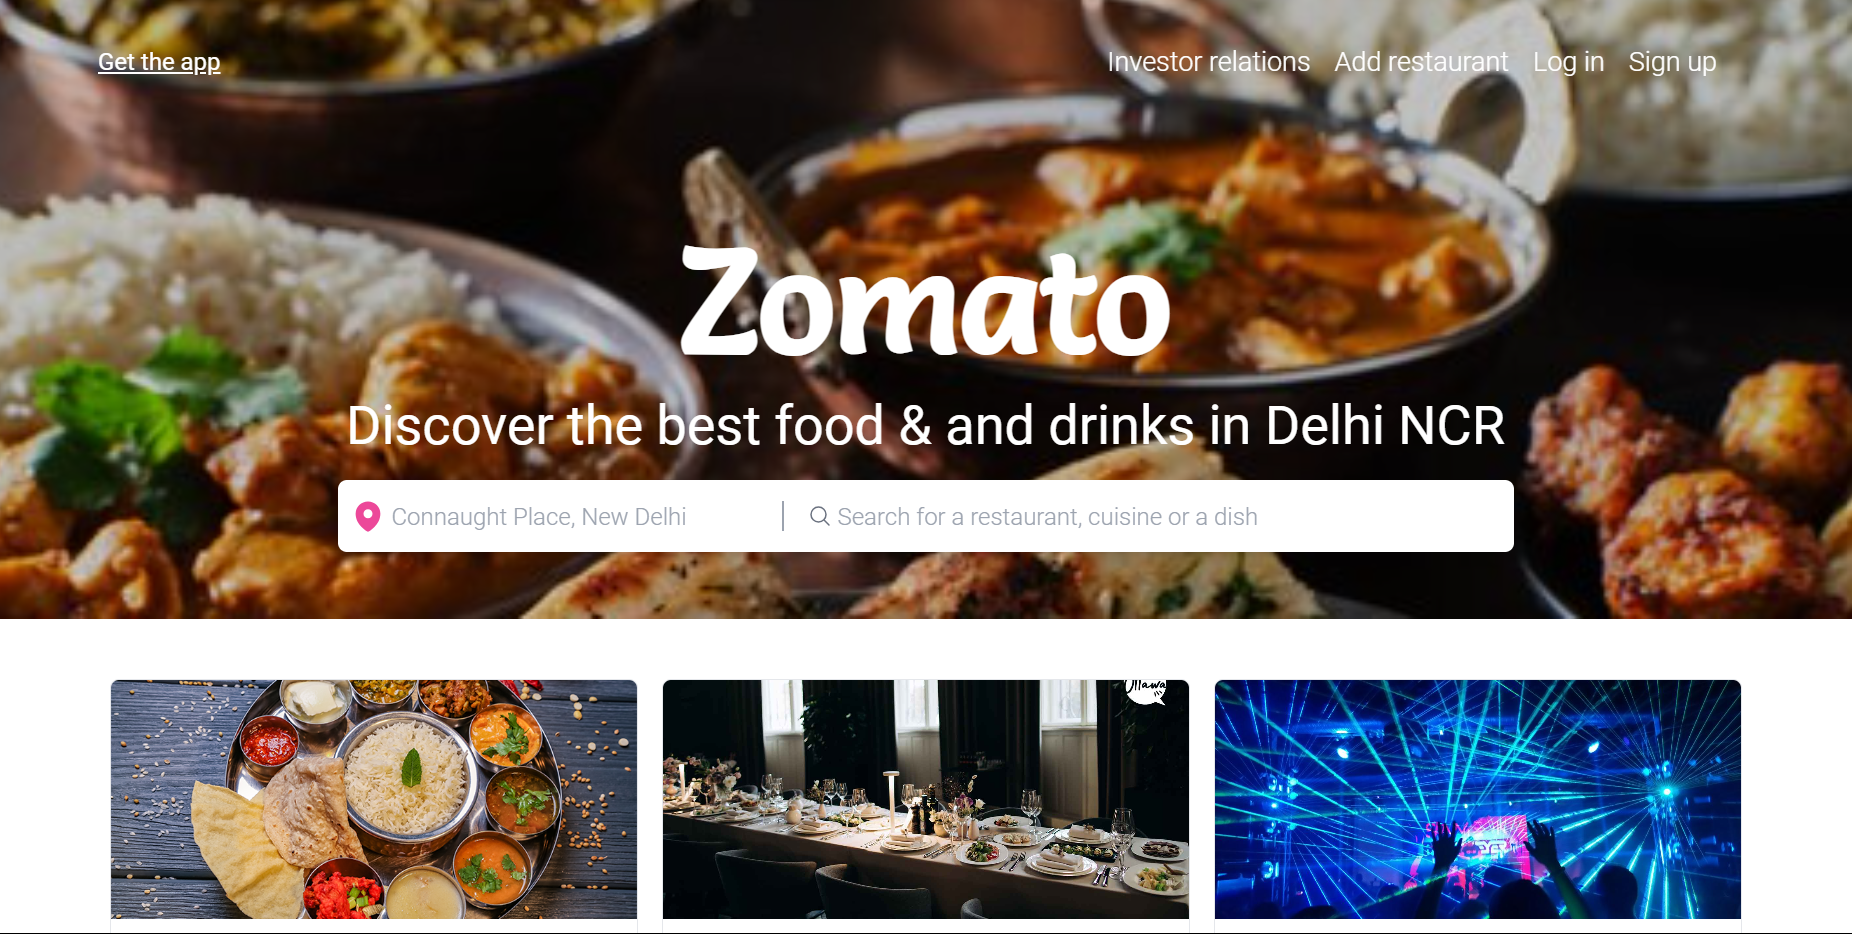 Get the app
Investor relations Add restaurant Log in Sign up
Zomato
Discover the best food & and drinks in Delhi NCR
Connaught Place, New Delhi
Search for a restaurant, cuisine or a dish